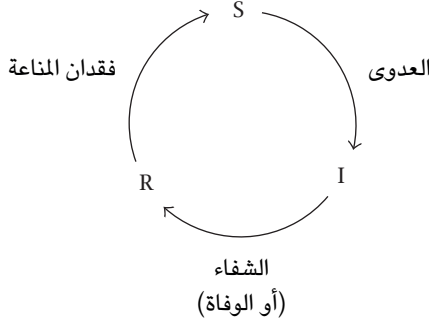 S
العدوى
فقدان المناعة
I
R
الشفاء
(أو الوفاة)